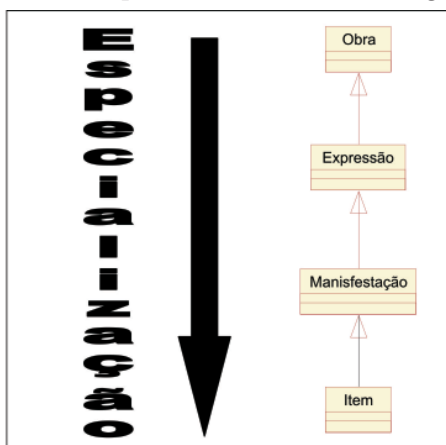 Especialização
Obra
Expressão
Manisfestação
Item